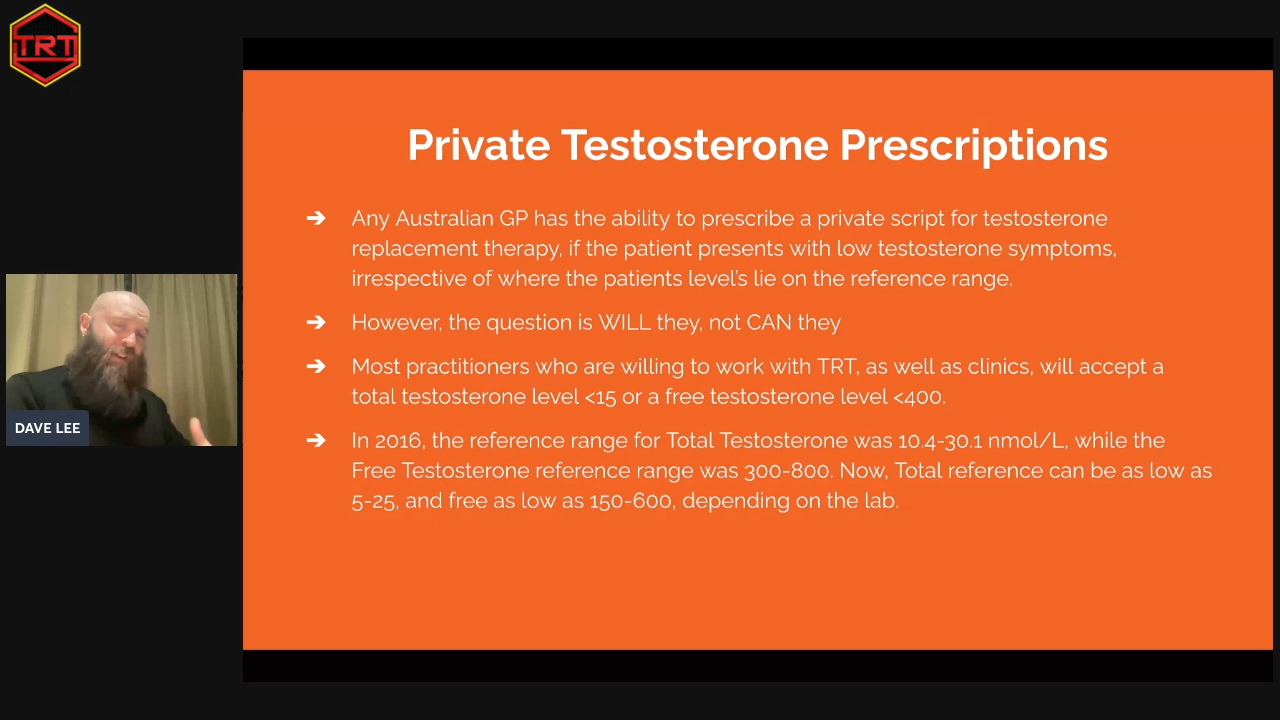 TRT
Private Testosterone Prescriptions
➔ Any Australian GP has the ability to prescribe a private script for testosterone
replacement therapy, if the patient presents with low testosterone symptoms,
irrespective of where the patients level's lie on the reference range.
➔ However, the question is WILL they, not CAN they
➔ Most practitioners who are willing to work with TRT, as well as clinics, will accept a
total testosterone level <15 or a free testosterone level <400.
➔ In 2016, the reference range for Total Testosterone was 10.4-30.1 nmol/L, while the
Free Testosterone reference range was 300-800. Now, Total reference can be as low as
5-25, and free as low as 150-600, depending on the lab.
DAVE LEE